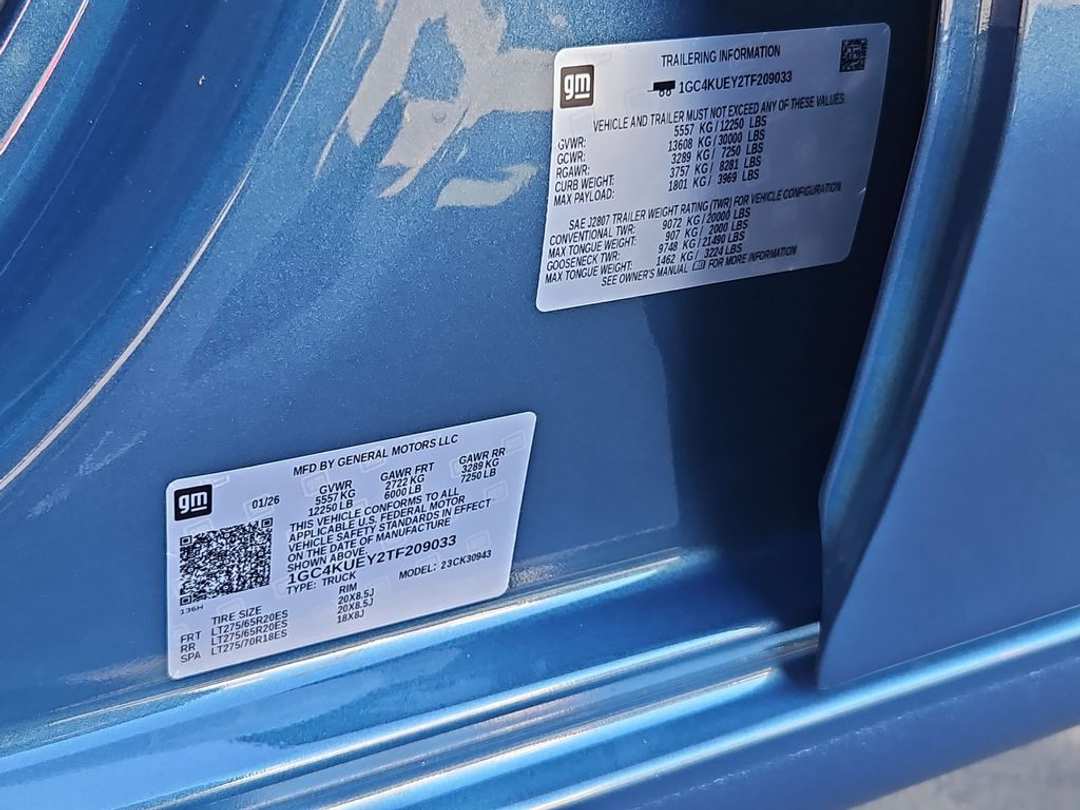 gm
TRAILERING INFORMATION
1GC4KUEY2TF209033
VEHICLE AND TRAILER MUST NOT EXCEED ANY OF THESE VALUES:
GVWR: 5557 KG / 12250 LBS
GCWR: 13608 KG / 30000 LBS
RGAWR: 3289 KG / 7250 LBS
CURB WEIGHT: 3757 KG / 8281 LBS
MAX PAYLOAD: 1801 KG / 3969 LBS
SAE J2807 TRAILER WEIGHT RATING (TWR) FOR VEHICLE CONFIGURATION
CONVENTIONAL TWR: 9072 KG / 20000 LBS
MAX TONGUE WEIGHT: 907 KG / 2000 LBS
GOOSENECK TWR: 9748 KG / 21490 LBS
MAX TONGUE WEIGHT: 1462 KG / 3224 LBS
SEE OWNER'S MANUAL FOR MORE INFORMATION
gm
MFD BY GENERAL MOTORS LLC
01/26 GVWR GAWR FRT GAWR RR
5557 KG 2722 KG 3289 KG
12250 LB 6000 LB 7250 LB
THIS VEHICLE CONFORMS TO ALL
APPLICABLE U.S. FEDERAL MOTOR
VEHICLE SAFETY STANDARDS IN EFFECT
ON THE DATE OF MANUFACTURE
SHOWN ABOVE.
1GC4KUEY2TF209033
TYPE: TRUCK MODEL: 23CK30943
136H
TIRE SIZE RIM
FRT LT275/65R20ES 20X8.5J
RR LT275/65R20ES 20X8.5J
SPA LT275/70R18ES 18X8J